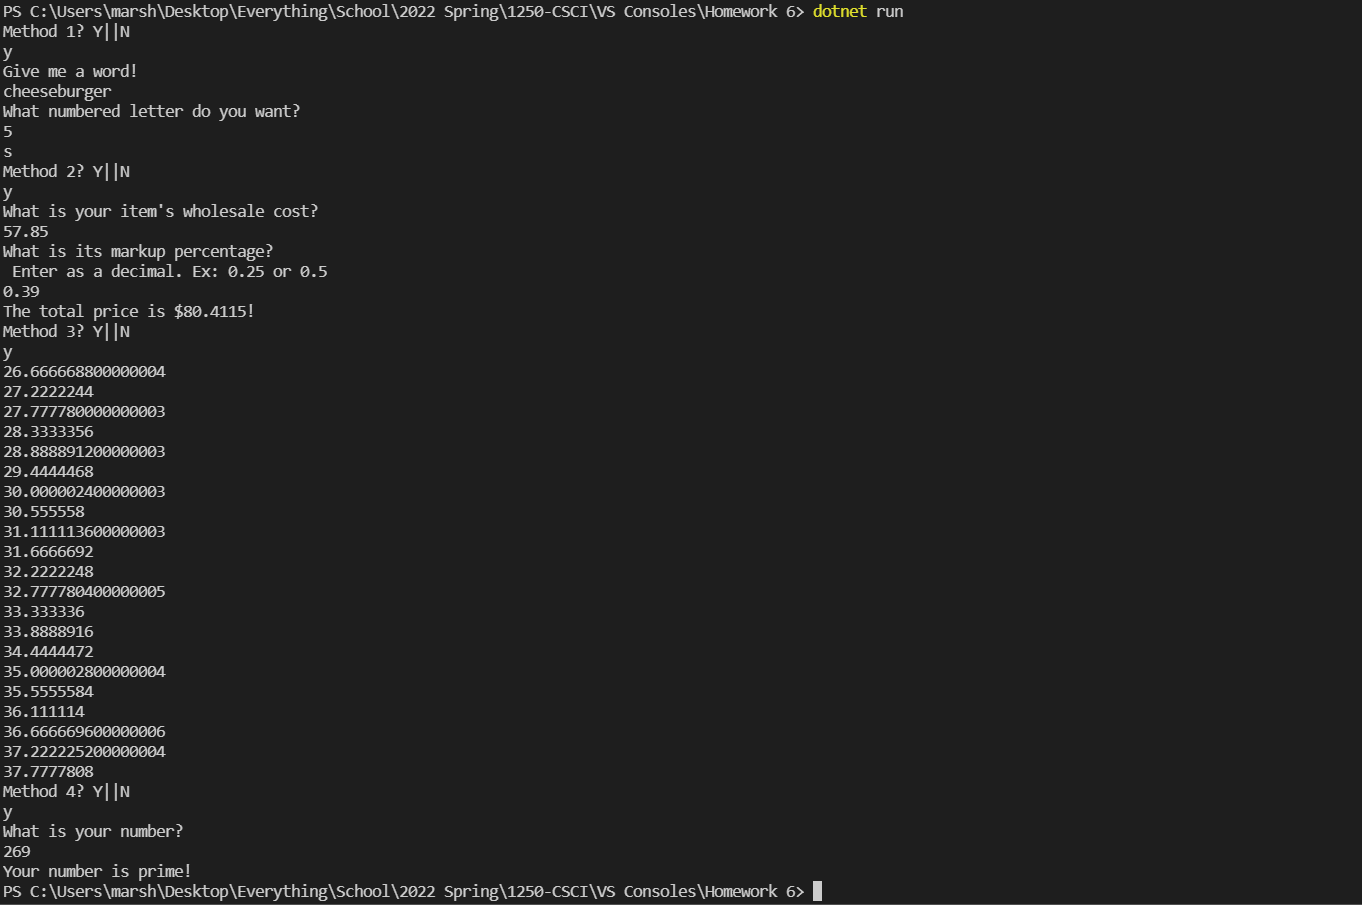 PS C:\Users\marsh\Desktop\Everything\School\2022 Spring\1250-CSCI\VS Consoles\Homework 6> dotnet run
Method 1? Y||N
y
Give me a word!
cheeseburger
What numbered letter do you want?
5
s
Method 2? Y||N
y
What is your item's wholesale cost?
57.85
What is its markup percentage?
 Enter as a decimal. Ex: 0.25 or 0.5
0.39
The total price is $80.4115!
Method 3? Y||N
y
26.666668800000004
27.2222244
27.777780000000003
28.3333356
28.888891200000003
29.4444468
30.000002400000003
30.555558
31.111113600000003
31.6666692
32.2222248
32.777780400000005
33.333336
33.8888916
34.4444472
35.000002800000004
35.5555584
36.111114
36.666669600000006
37.222225200000004
37.7777808
Method 4? Y||N
y
What is your number?
269
Your number is prime!
PS C:\Users\marsh\Desktop\Everything\School\2022 Spring\1250-CSCI\VS Consoles\Homework 6>